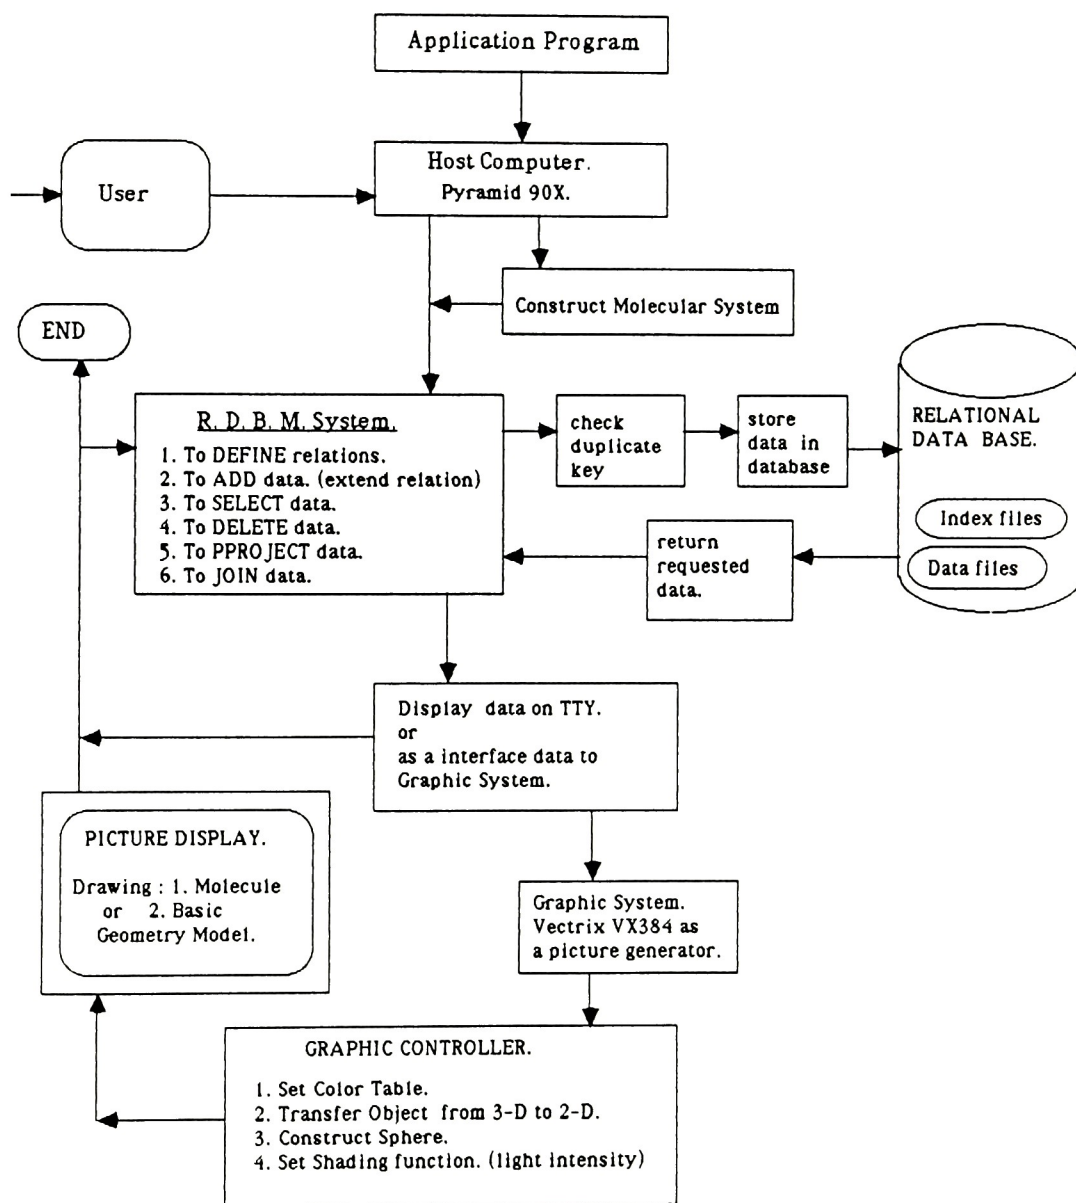 Application Program
Host Computer.
Pyramid 90X.
User
Construct Molecular System
END
R. D. B. M. System.
1. To DEFINE relations.
2. To ADD data. (extend relation)
3. To SELECT data.
4. To DELETE data.
5. To PPROJECT data.
6. To JOIN data.
check
duplicate
key
store
data in
database
RELATIONAL
DATA BASE.
Index files
Data files
return
requested
data.
Display data on TTY.
or
as a interface data to
Graphic System.
PICTURE DISPLAY.
Drawing : 1. Molecule
or 2. Basic
Geometry Model.
Graphic System.
Vectrix VX384 as
a picture generator.
GRAPHIC CONTROLLER.
1. Set Color Table.
2. Transfer Object from 3-D to 2-D.
3. Construct Sphere.
4. Set Shading function. (light intensity)